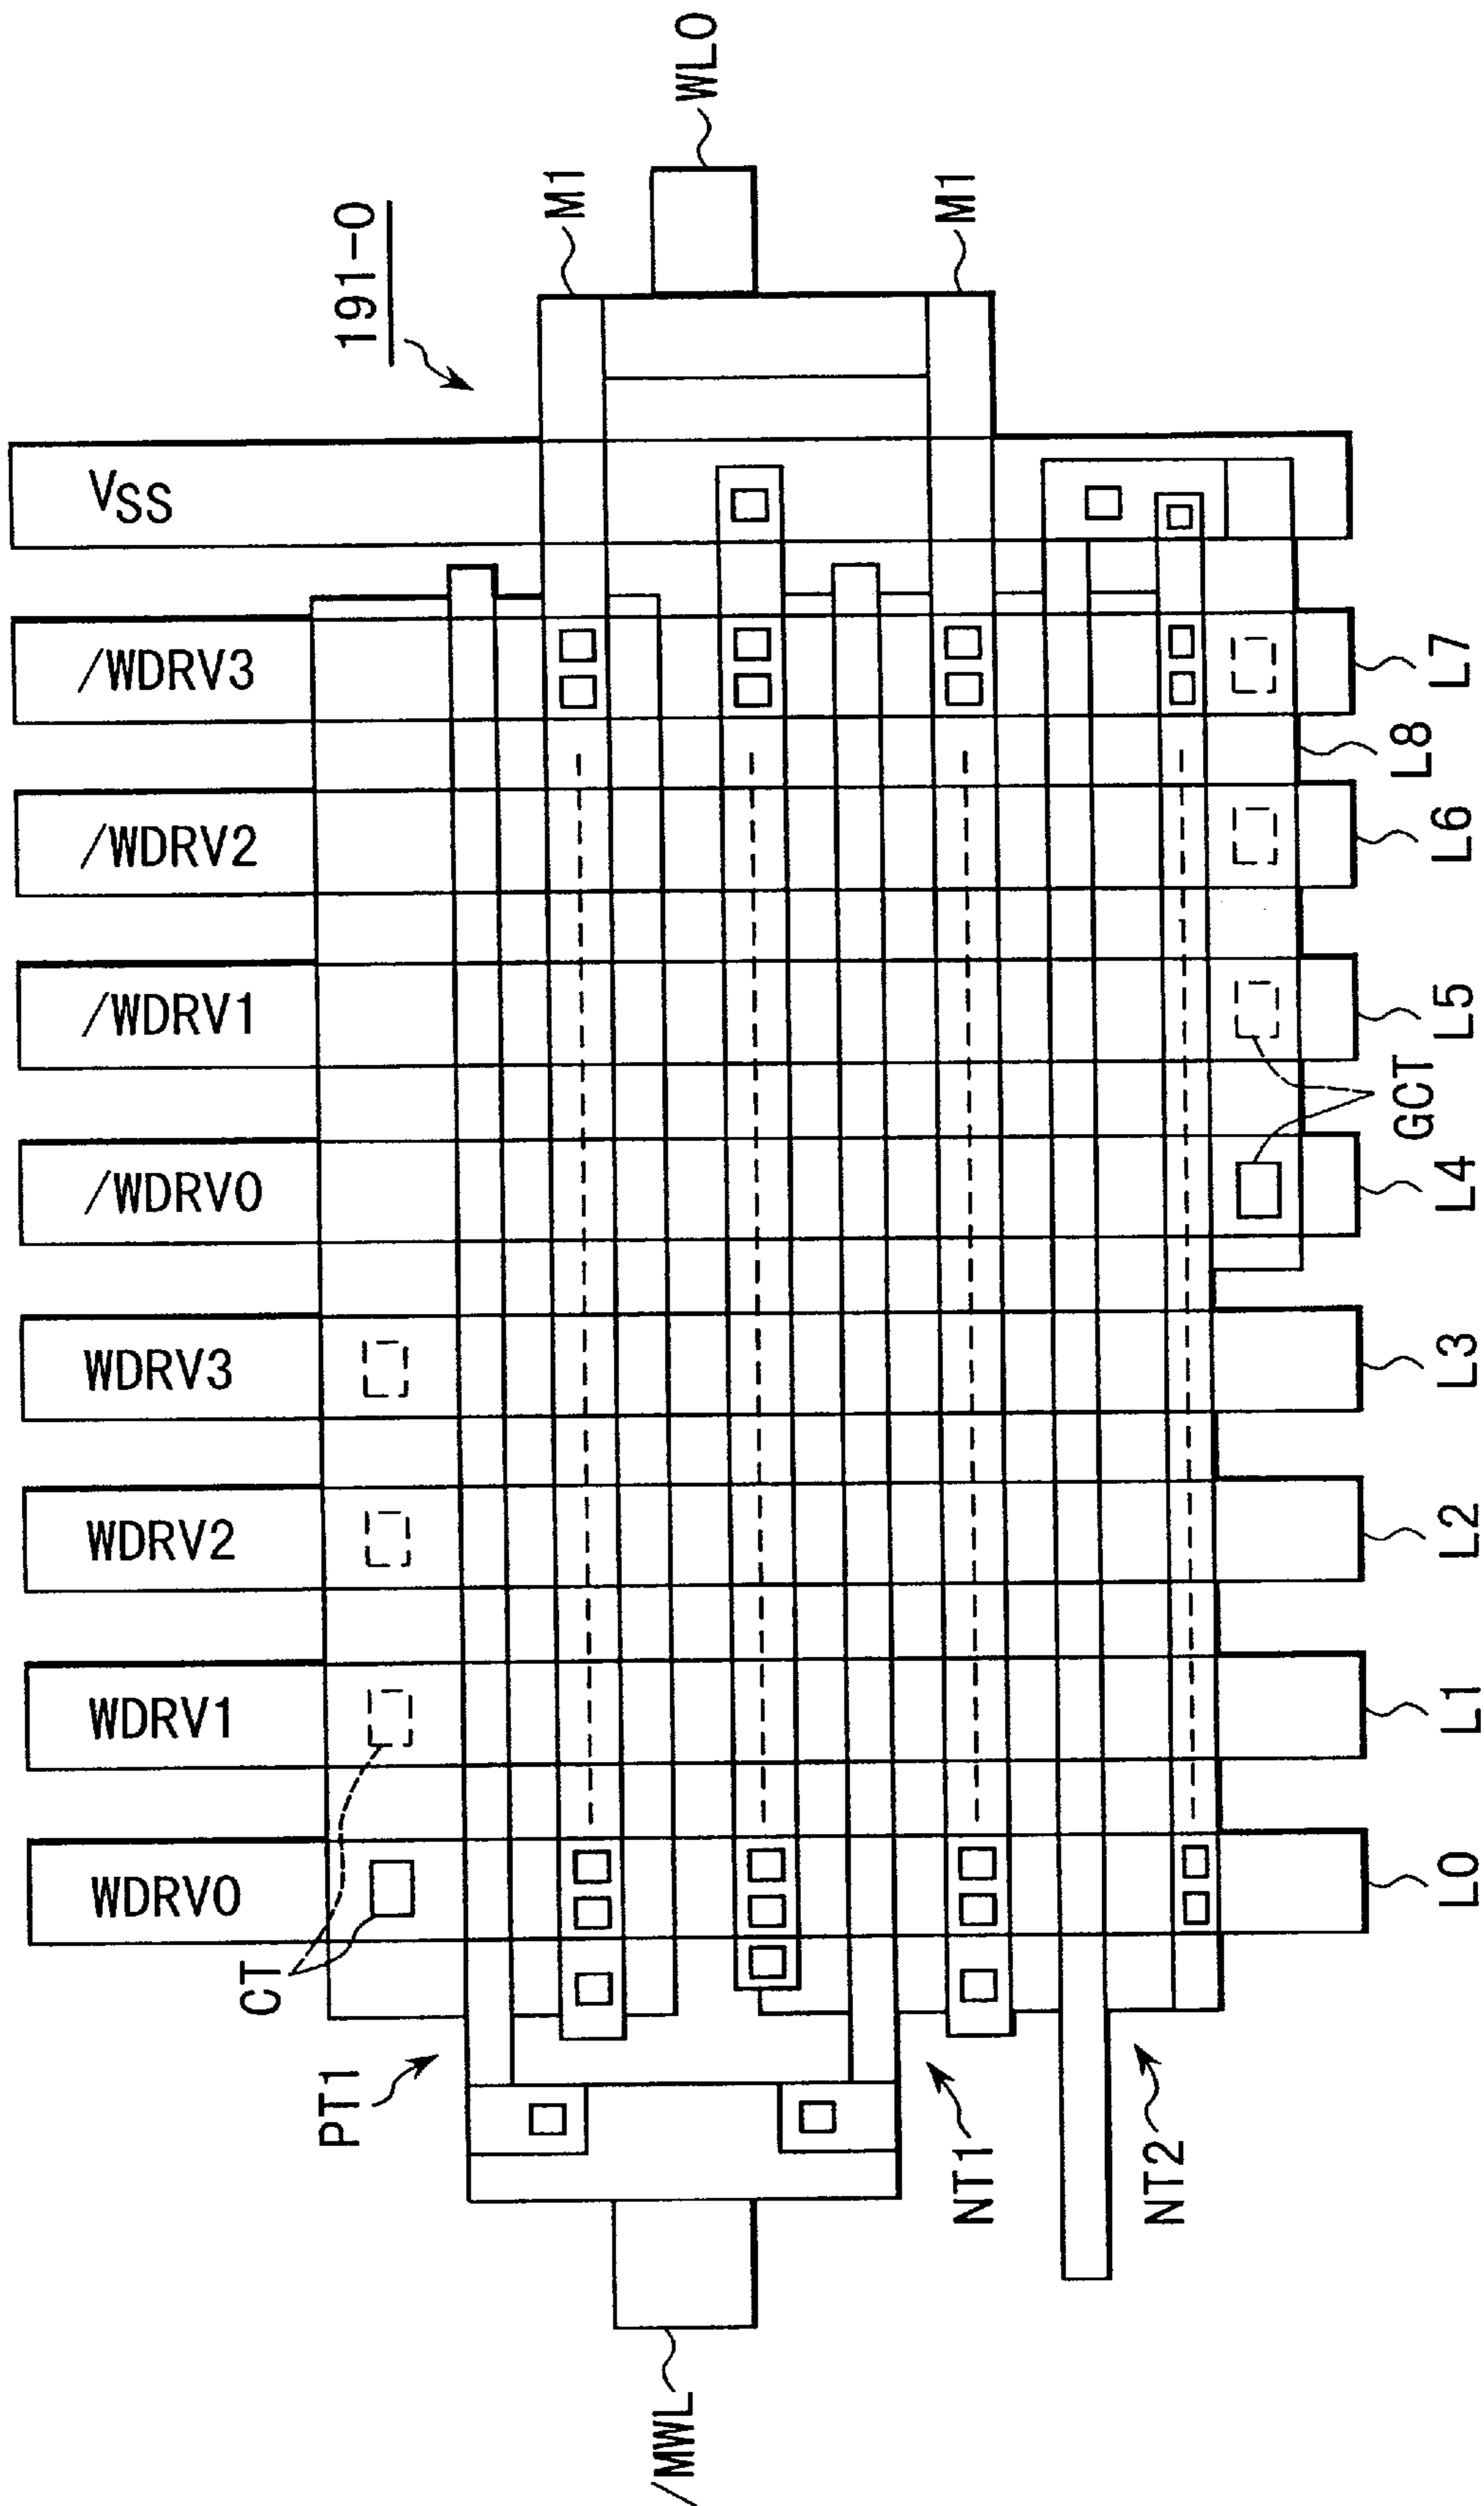 WLO
M1
M1
191-0
VSS
/WDRV3
/WDRV2
/WDRV1
/WDRV0
WDRV3
WDRV2
WDRV1
WDRV0
L7
L8
L6
L5
GCT
L4
L3
L2
L1
L0
CT
PT1
NT1
NT2
/MWL